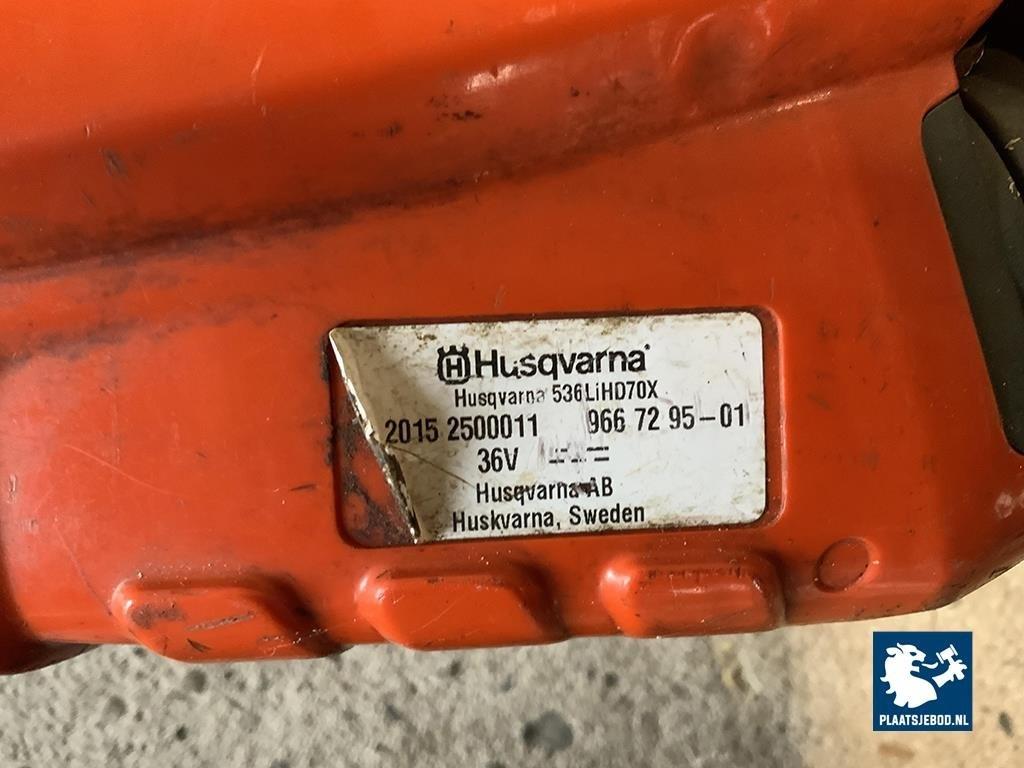 Husqvarna
Husqvarna 536LiHD70X
2015 2500011 966 72 95-01
36V
Husqvarna AB
Huskvarna, Sweden
PLAATSJEBOD.NL